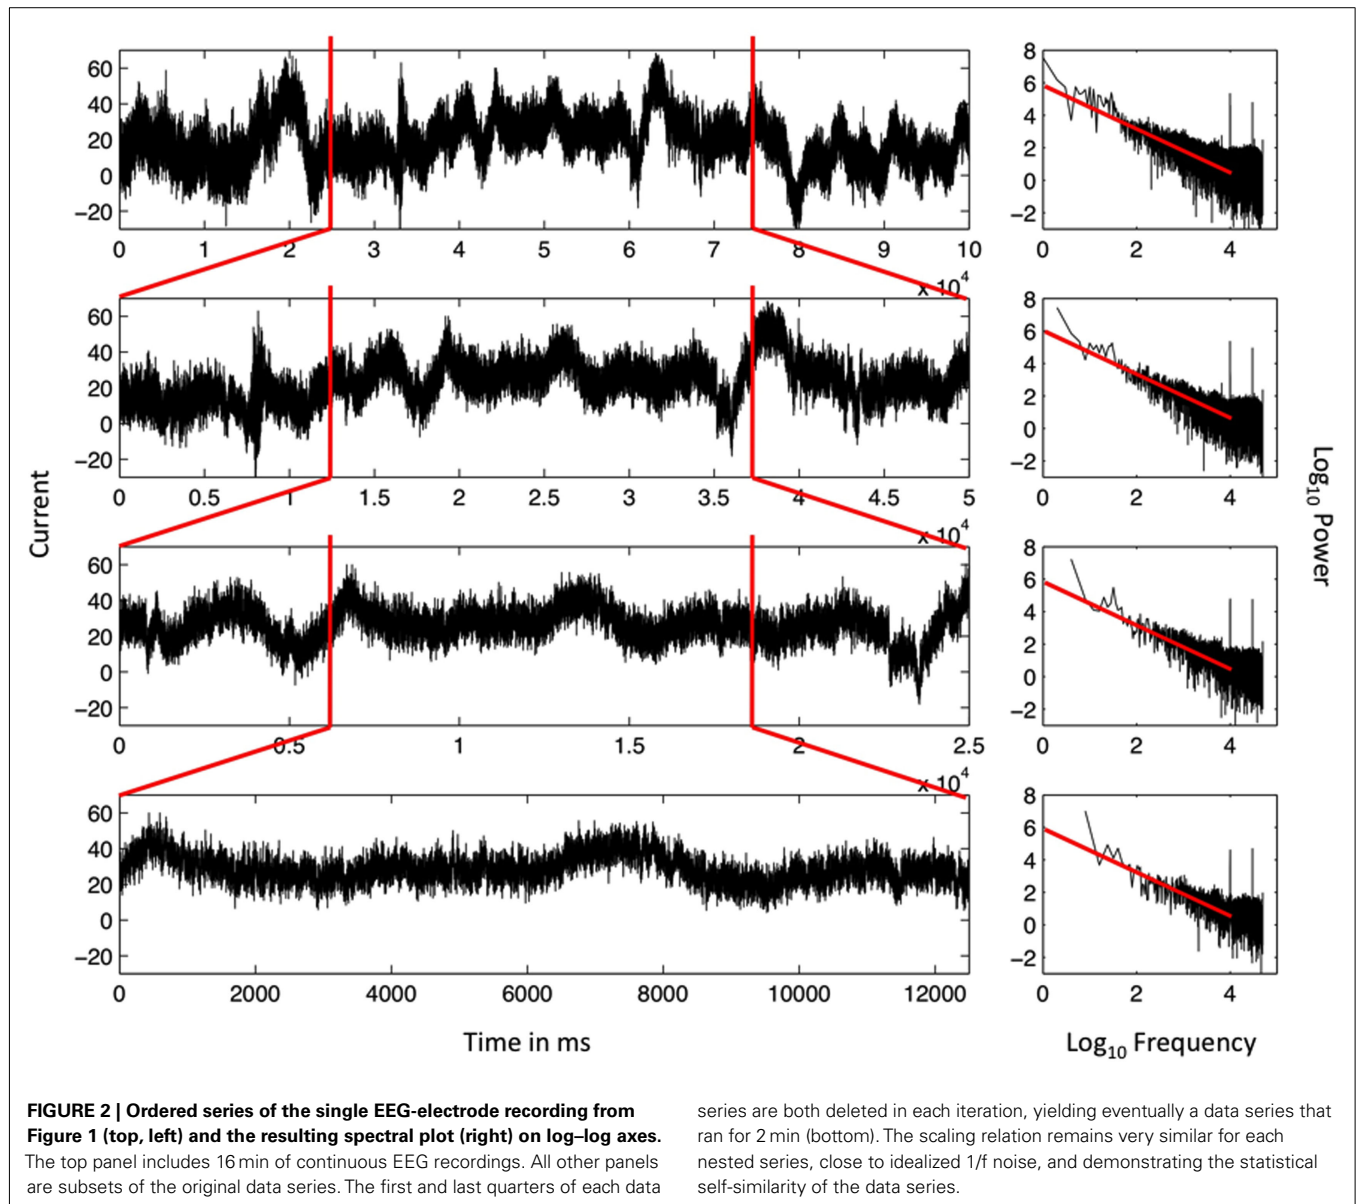 60
40
20
0
−20
0 1 2 3 4 5 6 7 8 9 10
x 10⁴
8
6
4
2
0
−2
0 2 4
60
40
20
0
−20
0 0.5 1 1.5 2 2.5 3 3.5 4 4.5 5
x 10⁴
8
6
4
2
0
−2
0 2 4
Current
Log₁₀ Power
60
40
20
0
−20
0 0.5 1 1.5 2 2.5
x 10⁴
8
6
4
2
0
−2
0 2 4
60
40
20
0
−20
0 2000 4000 6000 8000 10000 12000
8
6
4
2
0
−2
0 2 4
Time in ms
Log₁₀ Frequency
FIGURE 2 | Ordered series of the single EEG-electrode recording from
Figure 1 (top, left) and the resulting spectral plot (right) on log–log axes.
The top panel includes 16 min of continuous EEG recordings. All other panels
are subsets of the original data series. The first and last quarters of each data
series are both deleted in each iteration, yielding eventually a data series that
ran for 2 min (bottom). The scaling relation remains very similar for each
nested series, close to idealized 1/f noise, and demonstrating the statistical
self-similarity of the data series.